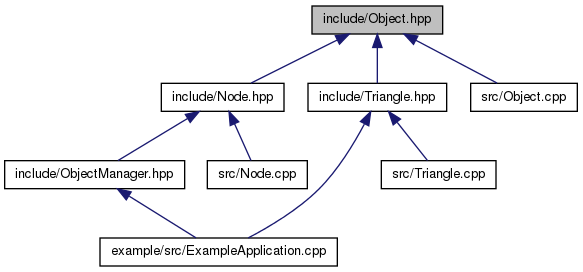 include/Object.hpp
include/Node.hpp
include/Triangle.hpp
src/Object.cpp
include/ObjectManager.hpp
src/Node.cpp
src/Triangle.cpp
example/src/ExampleApplication.cpp